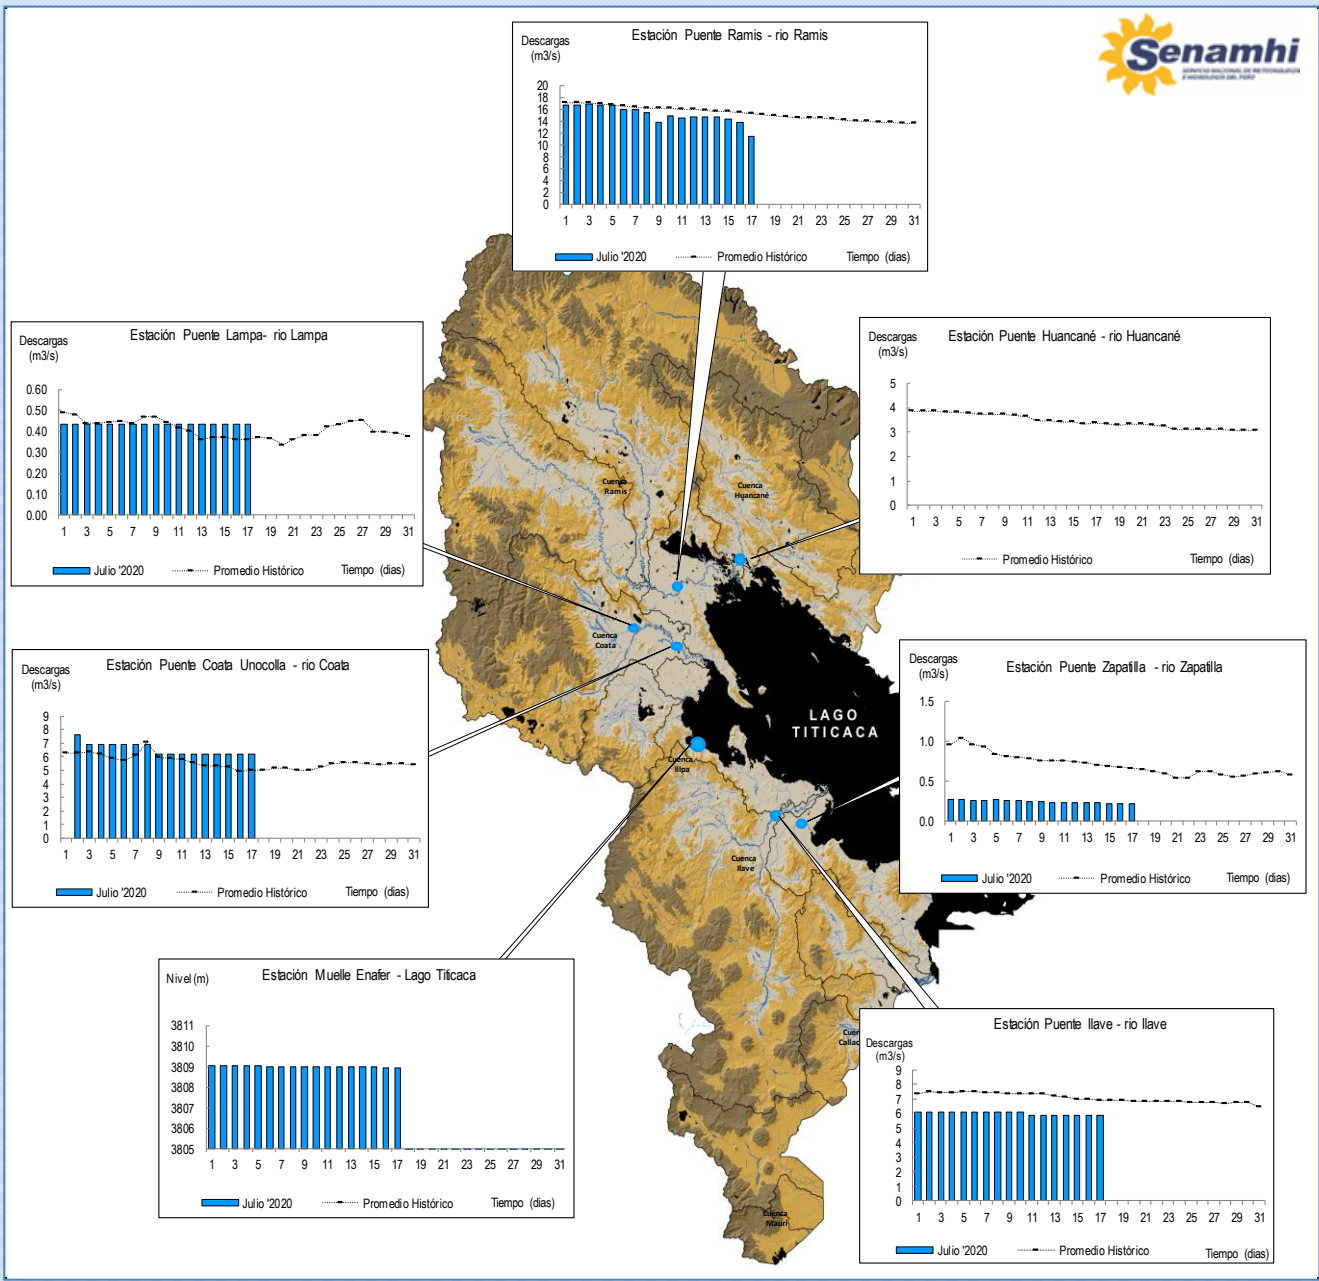 Senamhi
SERVICIO NACIONAL DE METEOROLOGÍA
E HIDROLOGÍA DEL PERÚ
Estación Puente Ramis - rio Ramis
Descargas
(m3/s)
20
18
16
14
12
10
8
6
4
2
0
1 3 5 7 9 11 13 15 17 19 21 23 25 27 29 31
Julio '2020 Promedio Histórico Tiempo (dias)
Estación Puente Lampa- rio Lampa
Descargas
(m3/s)
0.60
0.50
0.40
0.30
0.20
0.10
0.00
1 3 5 7 9 11 13 15 17 19 21 23 25 27 29 31
Julio '2020 Promedio Histórico Tiempo (dias)
Estación Puente Huancané - rio Huancané
Descargas
(m3/s)
5
4
3
2
1
0
1 3 5 7 9 11 13 15 17 19 21 23 25 27 29 31
Promedio Histórico Tiempo (dias)
Cuenca
Ramis
Cuenca
Huancané
Cuenca
Coata
LAGO
TITICACA
Cuenca
Illpa
Cuenca
Ilave
Cuen
Callac
Cuenca
Mauri
Estación Puente Coata Unocolla - rio Coata
Descargas
(m3/s)
9
8
7
6
5
4
3
2
1
0
1 3 5 7 9 11 13 15 17 19 21 23 25 27 29 31
Julio '2020 Promedio Histórico Tiempo (dias)
Estación Puente Zapatilla - rio Zapatilla
Descargas
(m3/s)
1.5
1.0
0.5
0.0
1 3 5 7 9 11 13 15 17 19 21 23 25 27 29 31
Julio '2020 Promedio Histórico Tiempo (dias)
Estación Muelle Enafer - Lago Titicaca
Nivel (m)
3811
3810
3809
3808
3807
3806
3805
1 3 5 7 9 11 13 15 17 19 21 23 25 27 29 31
Julio '2020 Promedio Histórico Tiempo (dias)
Estación Puente Ilave - rio Ilave
Descargas
(m3/s)
9
8
7
6
5
4
3
2
1
0
1 3 5 7 9 11 13 15 17 19 21 23 25 27 29 31
Julio '2020 Promedio Histórico Tiempo (dias)